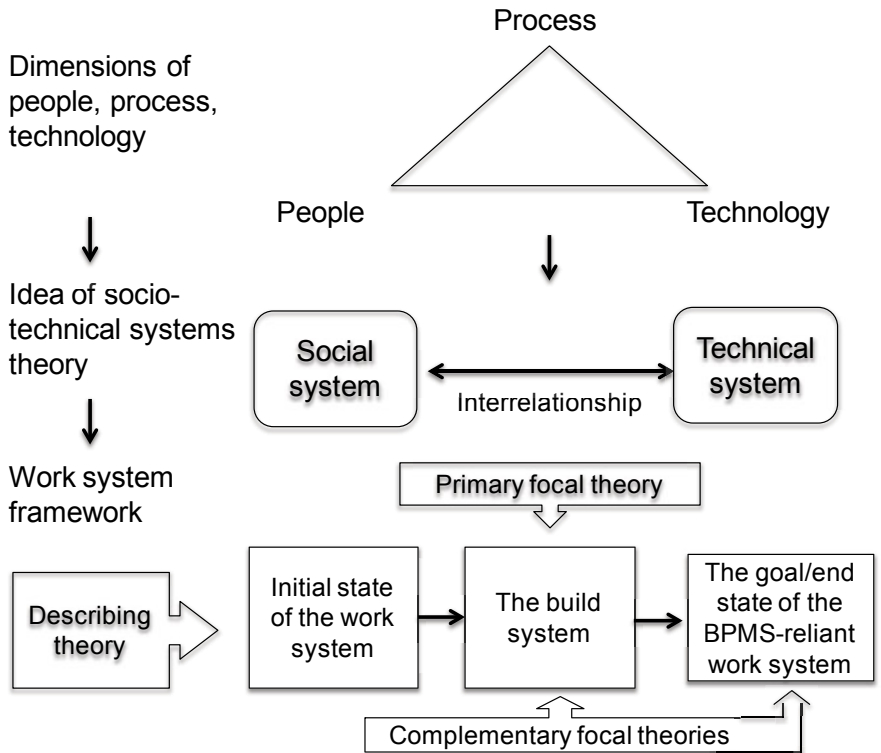 Process
Dimensions of
people, process,
technology
People
Technology
Idea of socio-
technical systems
theory
Social
system
Interrelationship
Technical
system
Work system
framework
Primary focal theory
Describing
theory
Initial state
of the work
system
The build
system
The goal/end
state of the
BPMS-reliant
work system
Complementary focal theories